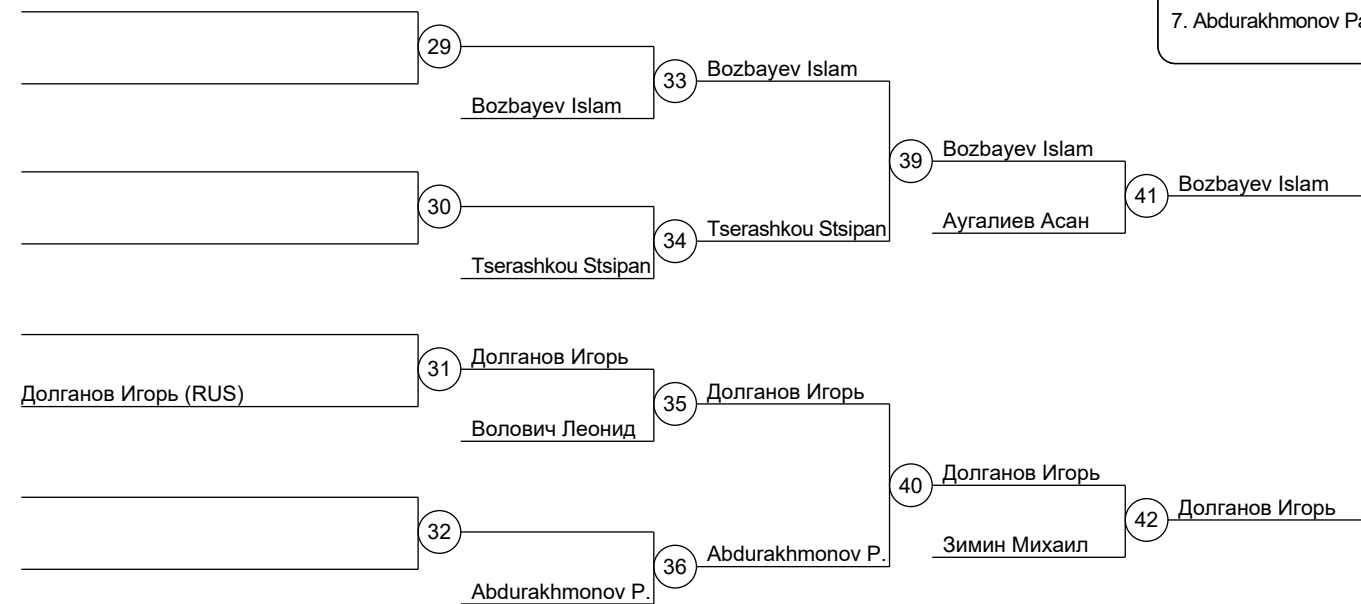 7. Abdurakhmonov
29
Bozbayev Islam
33
Bozbayev Islam
30
Tserashkou Stsipan
34
Tserashkou Stsipan
39
Bozbayev Islam
Аугалиев Асан
41
Bozbayev Islam
Долганов Игорь (RUS)
31
Долганов Игорь
Волович Леонид
35
Долганов Игорь
32
Abdurakhmonov P.
36
Abdurakhmonov P.
40
Долганов Игорь
Зимин Михаил
42
Долганов Игорь